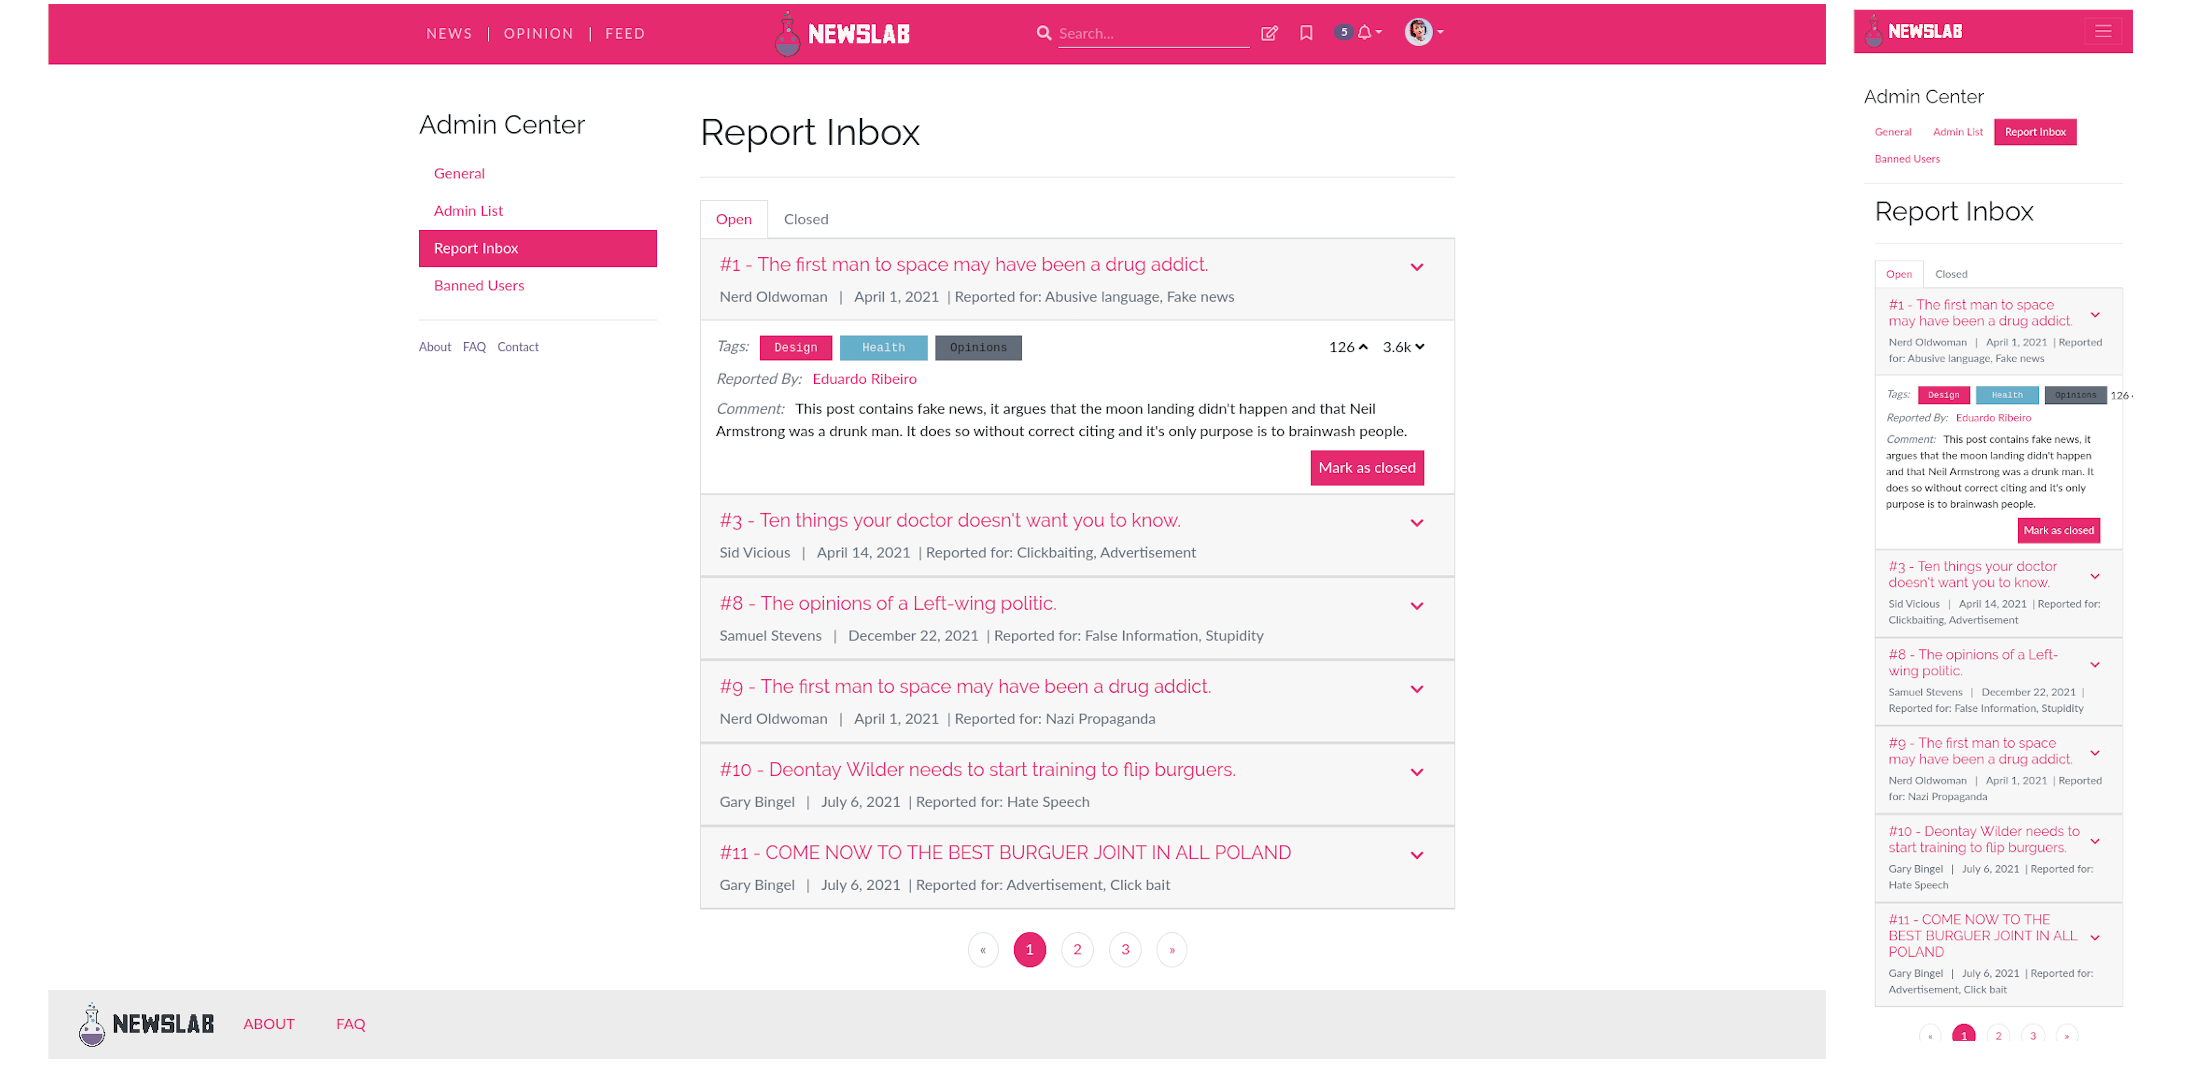 NEWS | OPINION | FEED
NEWSLAB
Search...
5
Admin Center
General
Admin List
Report Inbox
Banned Users
About FAQ Contact
Report Inbox
Open Closed
#1 - The first man to space may have been a drug addict.
Nerd Oldwoman | April 1, 2021 | Reported for: Abusive language, Fake news
Tags: Design Health Opinions 126 3.6k
Reported By: Eduardo Ribeiro
Comment: This post contains fake news, it argues that the moon landing didn't happen and that Neil
Armstrong was a drunk man. It does so without correct citing and it's only purpose is to brainwash people.
Mark as closed
#3 - Ten things your doctor doesn't want you to know.
Sid Vicious | April 14, 2021 | Reported for: Clickbaiting, Advertisement
#8 - The opinions of a Left-wing politic.
Samuel Stevens | December 22, 2021 | Reported for: False Information, Stupidity
#9 - The first man to space may have been a drug addict.
Nerd Oldwoman | April 1, 2021 | Reported for: Nazi Propaganda
#10 - Deontay Wilder needs to start training to flip burguers.
Gary Bingel | July 6, 2021 | Reported for: Hate Speech
#11 - COME NOW TO THE BEST BURGUER JOINT IN ALL POLAND
Gary Bingel | July 6, 2021 | Reported for: Advertisement, Click bait
« 1 2 3 »
NEWSLAB ABOUT FAQ
NEWSLAB
Admin Center
General Admin List Report Inbox
Banned Users
Report Inbox
Open Closed
#1 - The first man to space
may have been a drug addict.
Nerd Oldwoman | April 1, 2021 | Reported
for: Abusive language, Fake news
Tags: Design Health Opinions 126
Reported By: Eduardo Ribeiro
Comment: This post contains fake news, it
argues that the moon landing didn't happen
and that Neil Armstrong was a drunk man. It
does so without correct citing and it's only
purpose is to brainwash people.
Mark as closed
#3 - Ten things your doctor
doesn't want you to know.
Sid Vicious | April 14, 2021 | Reported for:
Clickbaiting, Advertisement
#8 - The opinions of a Left-
wing politic.
Samuel Stevens | December 22, 2021 |
Reported for: False Information, Stupidity
#9 - The first man to space
may have been a drug addict.
Nerd Oldwoman | April 1, 2021 | Reported
for: Nazi Propaganda
#10 - Deontay Wilder needs to
start training to flip burguers.
Gary Bingel | July 6, 2021 | Reported for:
Hate Speech
#11 - COME NOW TO THE
BEST BURGUER JOINT IN ALL
POLAND
Gary Bingel | July 6, 2021 | Reported for:
Advertisement, Click bait
« 1 2 3 »